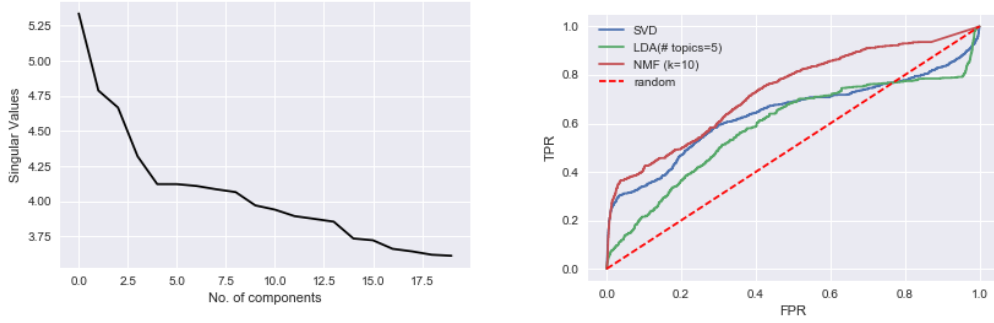 5.25
5.00
4.75
4.50
4.25
4.00
3.75
Singular Values
0.0 2.5 5.0 7.5 10.0 12.5 15.0 17.5
No. of components
1.0
0.8
0.6
0.4
0.2
0.0
TPR
SVD
LDA(# topics=5)
NMF (k=10)
random
0.0 0.2 0.4 0.6 0.8 1.0
FPR